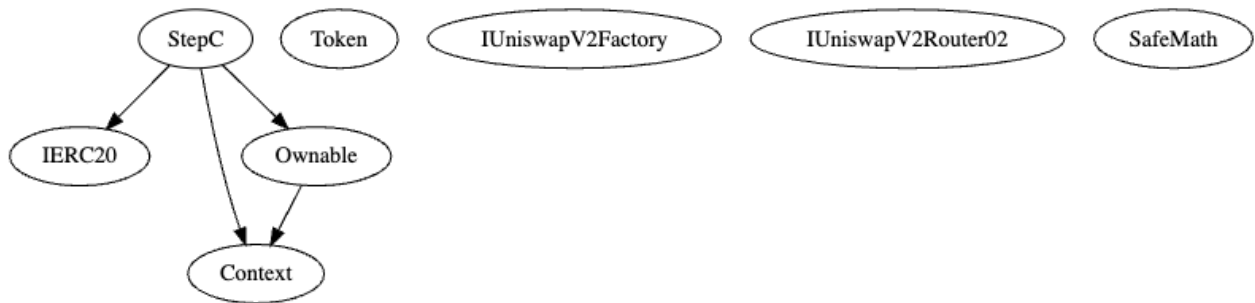 StepC
Token
IUniswapV2Factory
IUniswapV2Router02
SafeMath
IERC20
Ownable
Context